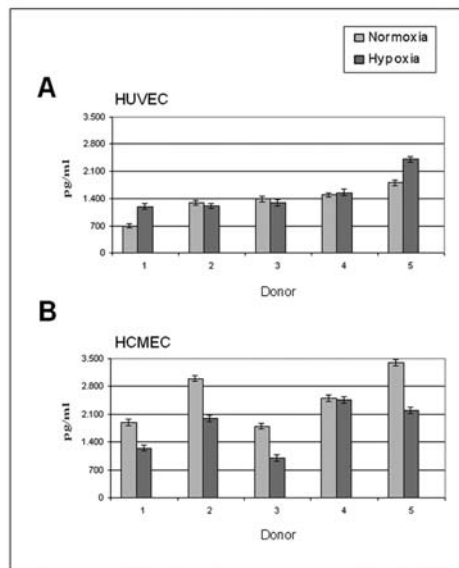 Normoxia
Hypoxia
A
HUVEC
3.500
2.800
2.100
1.400
700
0
pg/ml
1 2 3 4 5
Donor
B
HCMEC
3.500
2.800
2.100
1.400
700
0
pg/ml
1 2 3 4 5
Donor